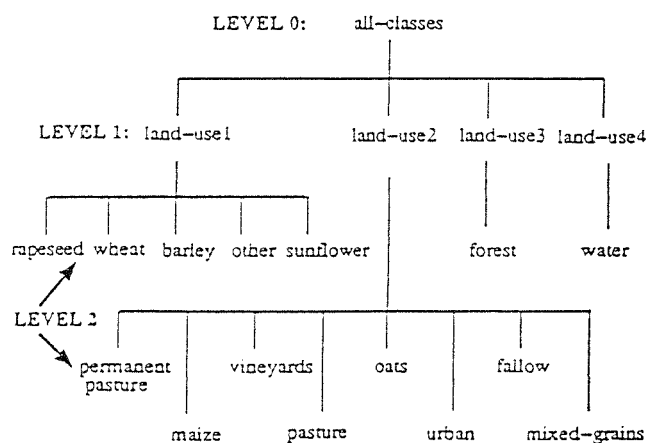 LEVEL 0: all-classes
LEVEL 1: land-use1 land-use2 land-use3 land-use4
rapeseed wheat barley other sunflower forest water
LEVEL 2
permanent pasture vineyards oats fallow
maize pasture urban mixed-grains